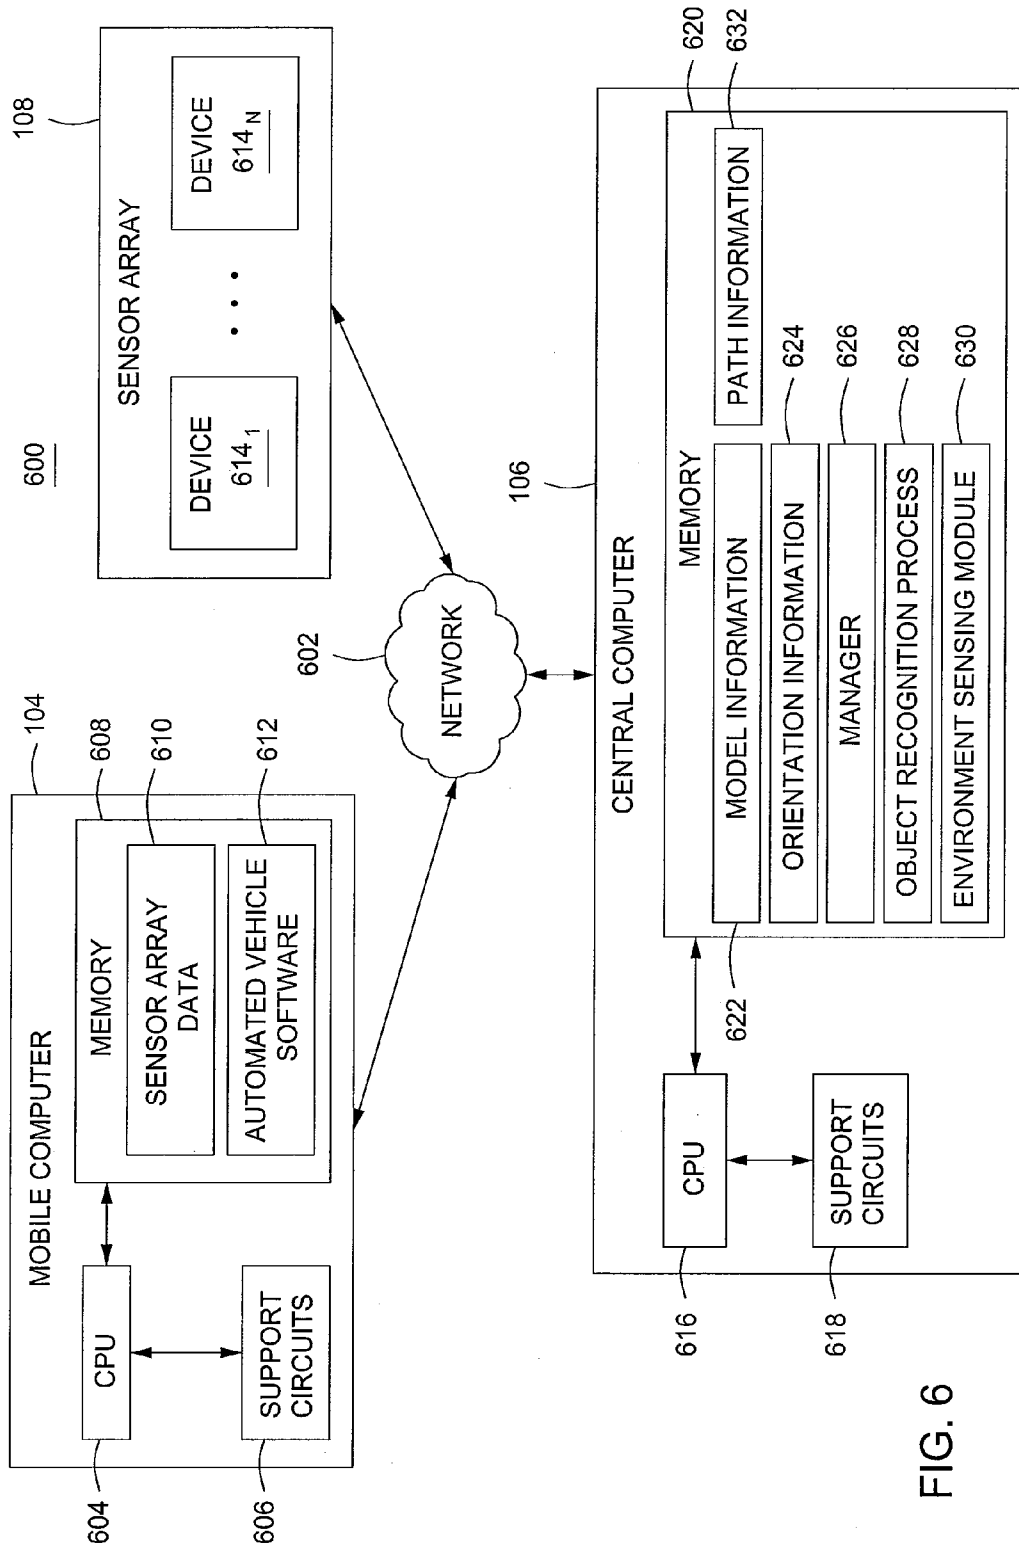 600
MOBILE COMPUTER
104
MEMORY
608
SENSOR ARRAY
DATA
610
AUTOMATED VEHICLE
SOFTWARE
612
CPU
604
SUPPORT
CIRCUITS
606
SENSOR ARRAY
108
DEVICE
614₁
• • •
DEVICE
614N
NETWORK
602
CENTRAL COMPUTER
106
CPU
616
SUPPORT
CIRCUITS
618
MEMORY
620
MODEL INFORMATION
622
PATH INFORMATION
632
ORIENTATION INFORMATION
624
MANAGER
626
OBJECT RECOGNITION PROCESS
628
ENVIRONMENT SENSING MODULE
630
FIG. 6